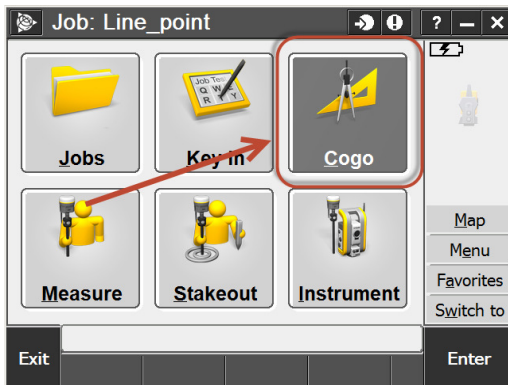 Job: Line_point
? – ×
Jobs
Key in
Cogo
Measure
Stakeout
Instrument
Map
Menu
Favorites
Switch to
Exit
Enter